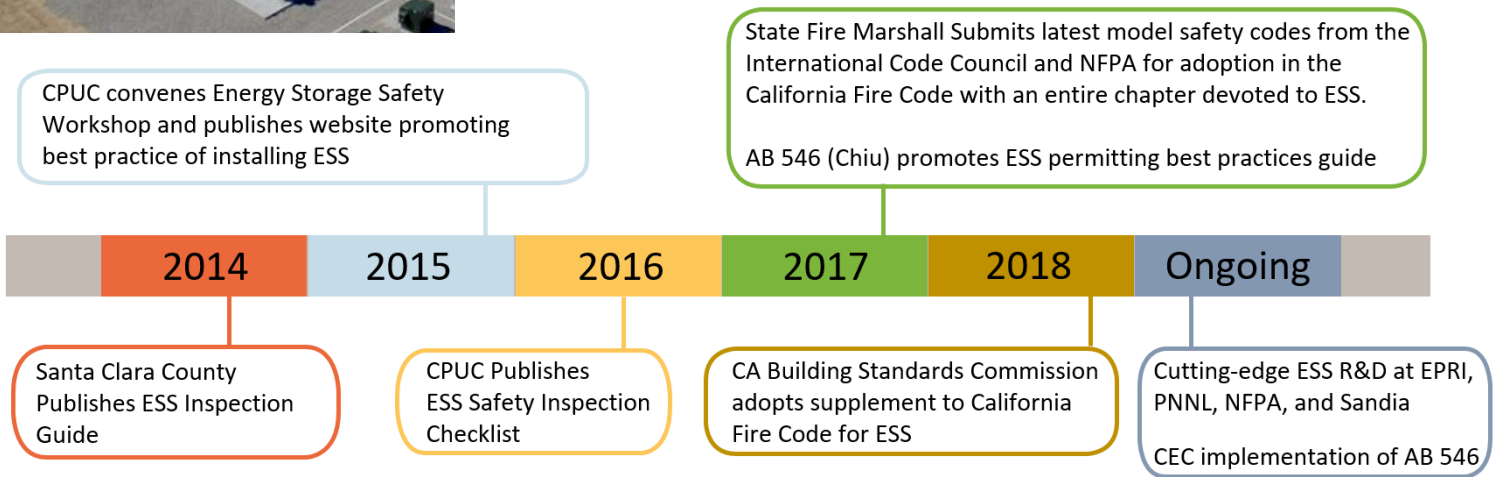 State Fire Marshall Submits latest model safety codes from the
International Code Council and NFPA for adoption in the
California Fire Code with an entire chapter devoted to ESS.
AB 546 (Chiu) promotes ESS permitting best practices guide
CPUC convenes Energy Storage Safety
Workshop and publishes website promoting
best practice of installing ESS
2014
2015
2016
2017
2018
Ongoing
Santa Clara County
Publishes ESS Inspection
Guide
CPUC Publishes
ESS Safety Inspection
Checklist
CA Building Standards Commission
adopts supplement to California
Fire Code for ESS
Cutting-edge ESS R&D at EPRI,
PNNL, NFPA, and Sandia
CEC implementation of AB 546